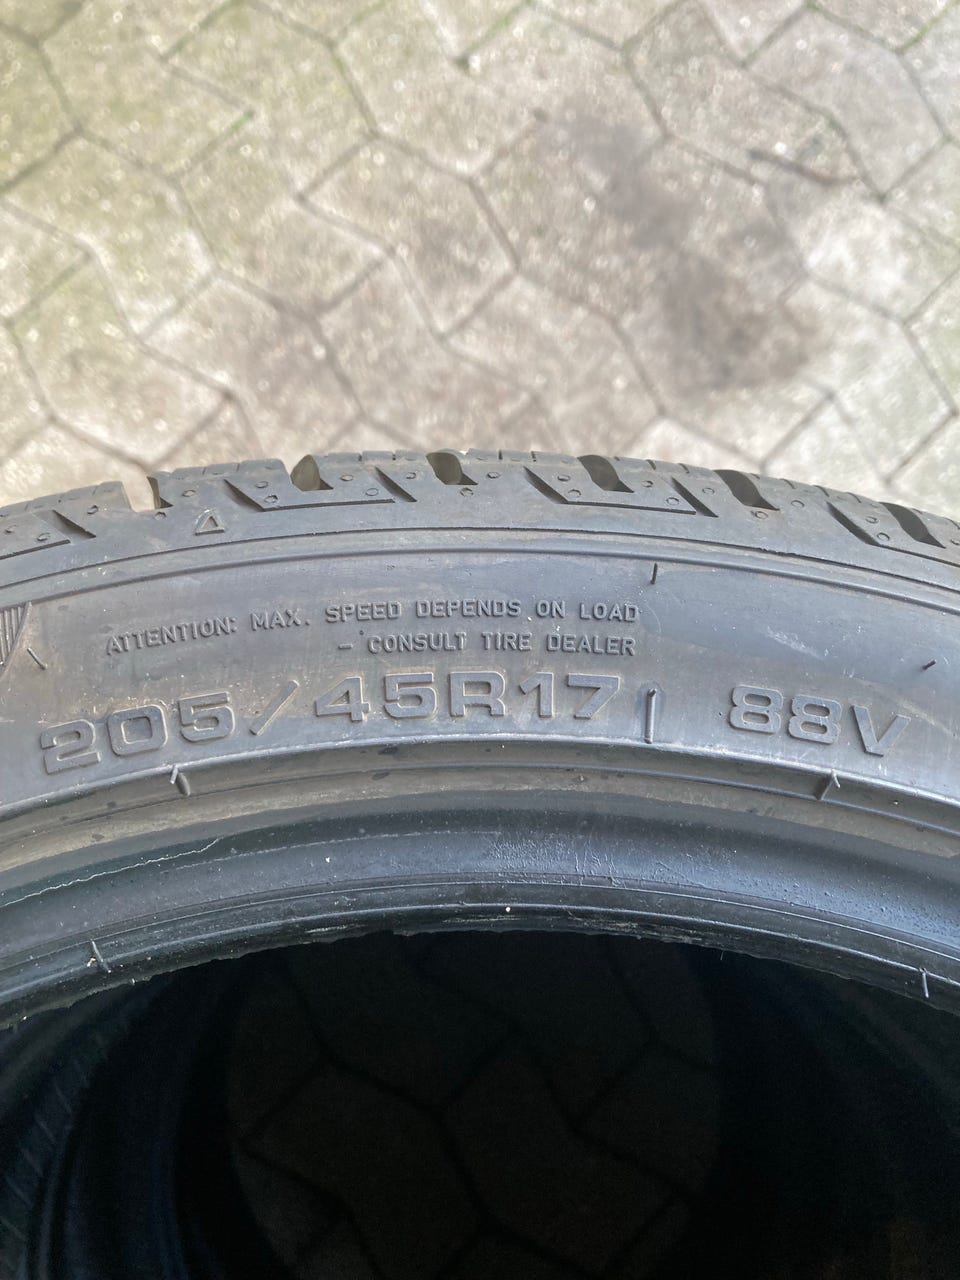 ATTENTION: MAX. SPEED DEPENDS ON LOAD
- CONSULT TIRE DEALER
205/45R17 88V